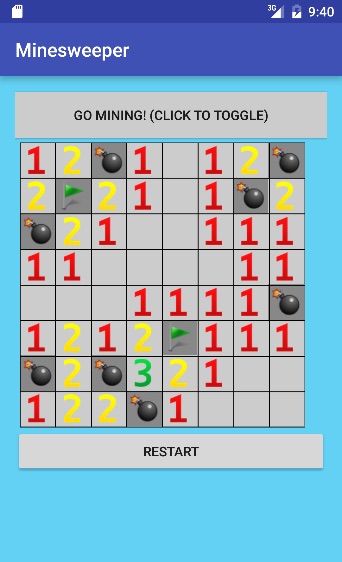 3G 9:40
Minesweeper
GO MINING! (CLICK TO TOGGLE)
1 2 1 1 2
2 2 1 1 2
2 1 1 1 1
1 1 1 1
1 1 1 1
1 2 1 2 1 1 1
2 3 2 1
1 2 2 1
RESTART